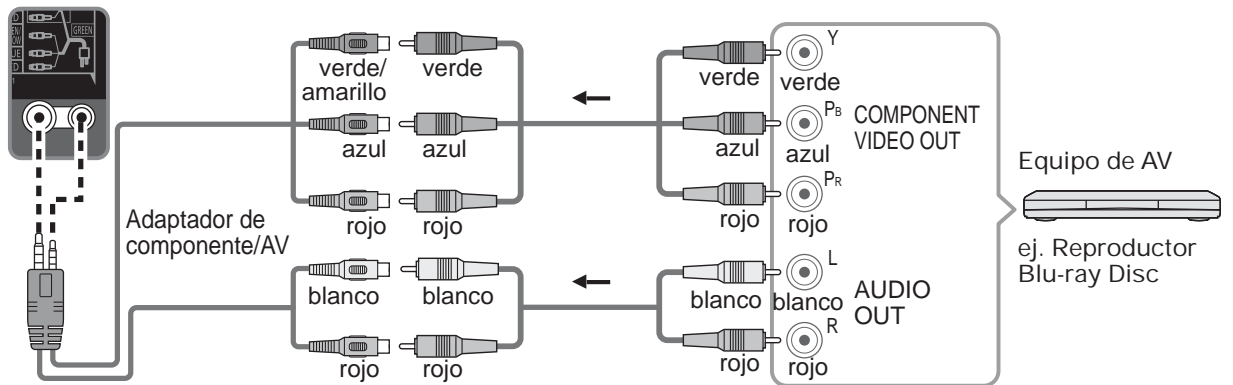 GREEN
verde/
amarillo
verde
azul
azul
rojo
rojo
Adaptador de
componente/AV
blanco
blanco
rojo
rojo
verde
verde
Y
azul
azul
PB
rojo
rojo
PR
COMPONENT
VIDEO OUT
blanco
blanco
L
rojo
rojo
R
AUDIO
OUT
Equipo de AV
ej. Reproductor
Blu-ray Disc